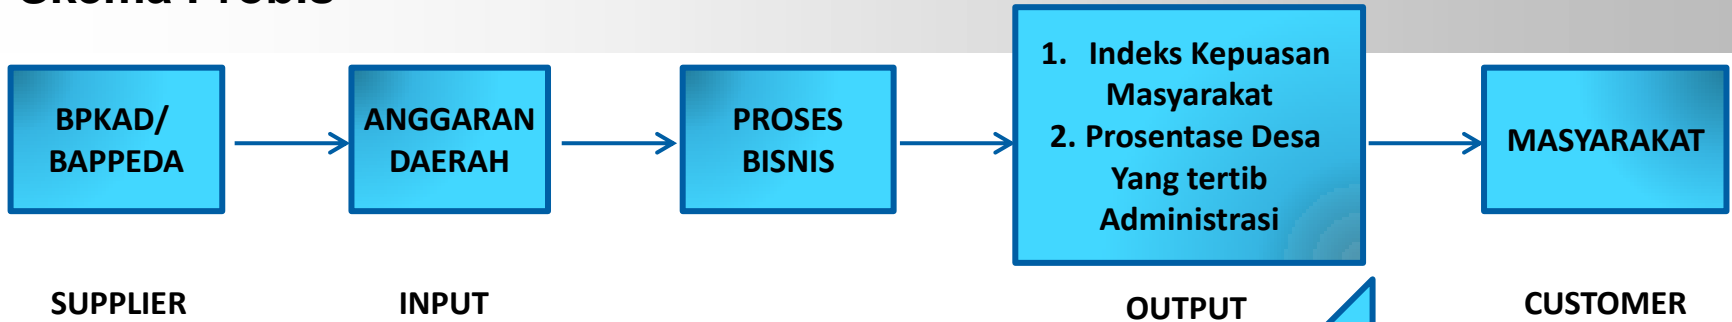 BPKAD/
BAPPEDA
ANGGARAN
DAERAH
PROSES
BISNIS
1. Indeks Kepuasan
Masyarakat
2. Prosentase Desa
Yang tertib
Administrasi
MASYARAKAT
SUPPLIER
INPUT
OUTPUT
CUSTOMER